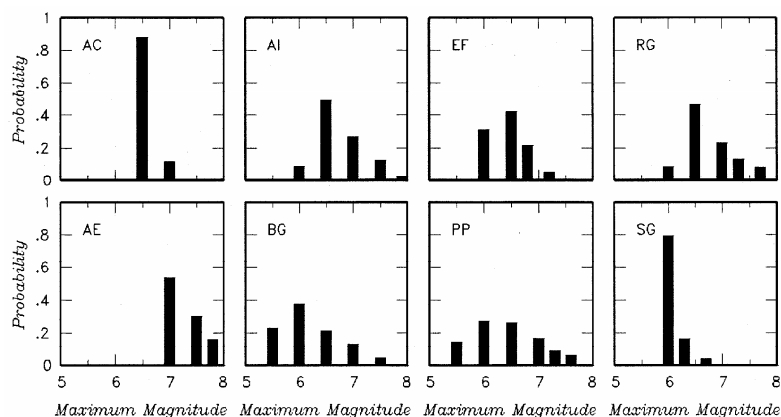 Probability
1
.8
.6
.4
.2
0
AC
AI
EF
RG
Probability
.8
.6
.4
.2
0
AE
BG
PP
SG
5 6 7 8
5 6 7 8
5 6 7 8
5 6 7 8
Maximum Magnitude Maximum Magnitude Maximum Magnitude Maximum Magnitude